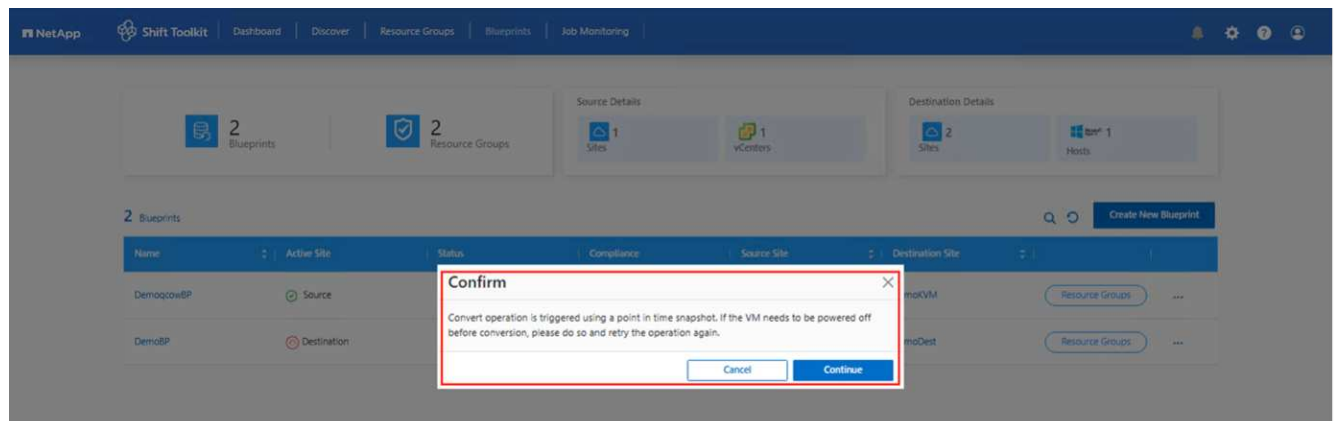 NetApp
Shift Toolkit
Dashboard
Discover
Resource Groups
Blueprints
Job Monitoring
2
Blueprints
2
Resource Groups
Source Details
1
Sites
1
vCenters
Destination Details
2
Sites
1
Hosts
2 Blueprints
Create New Blueprint
Name
Active Site
Status
Compliance
Source Site
Destination Site
DemoqcowBP
Source
moKVM
Resource Groups
...
DemoBP
Destination
moDest
Resource Groups
...
Confirm
Convert operation is triggered using a point in time snapshot. If the VM needs to be powered off
before conversion, please do so and retry the operation again.
Cancel
Continue